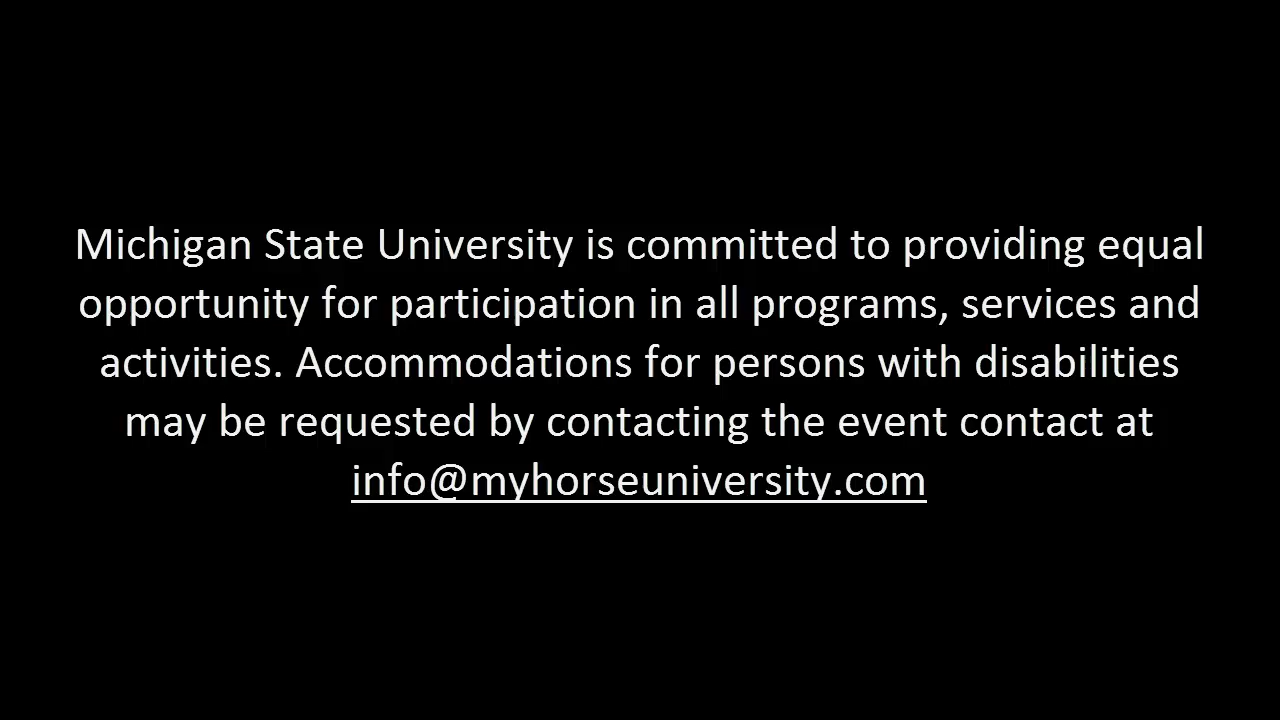 Michigan State University is committed to providing equal
opportunity for participation in all programs, services and
activities. Accommodations for persons with disabilities
may be requested by contacting the event contact at
info@myhorseuniversity.com